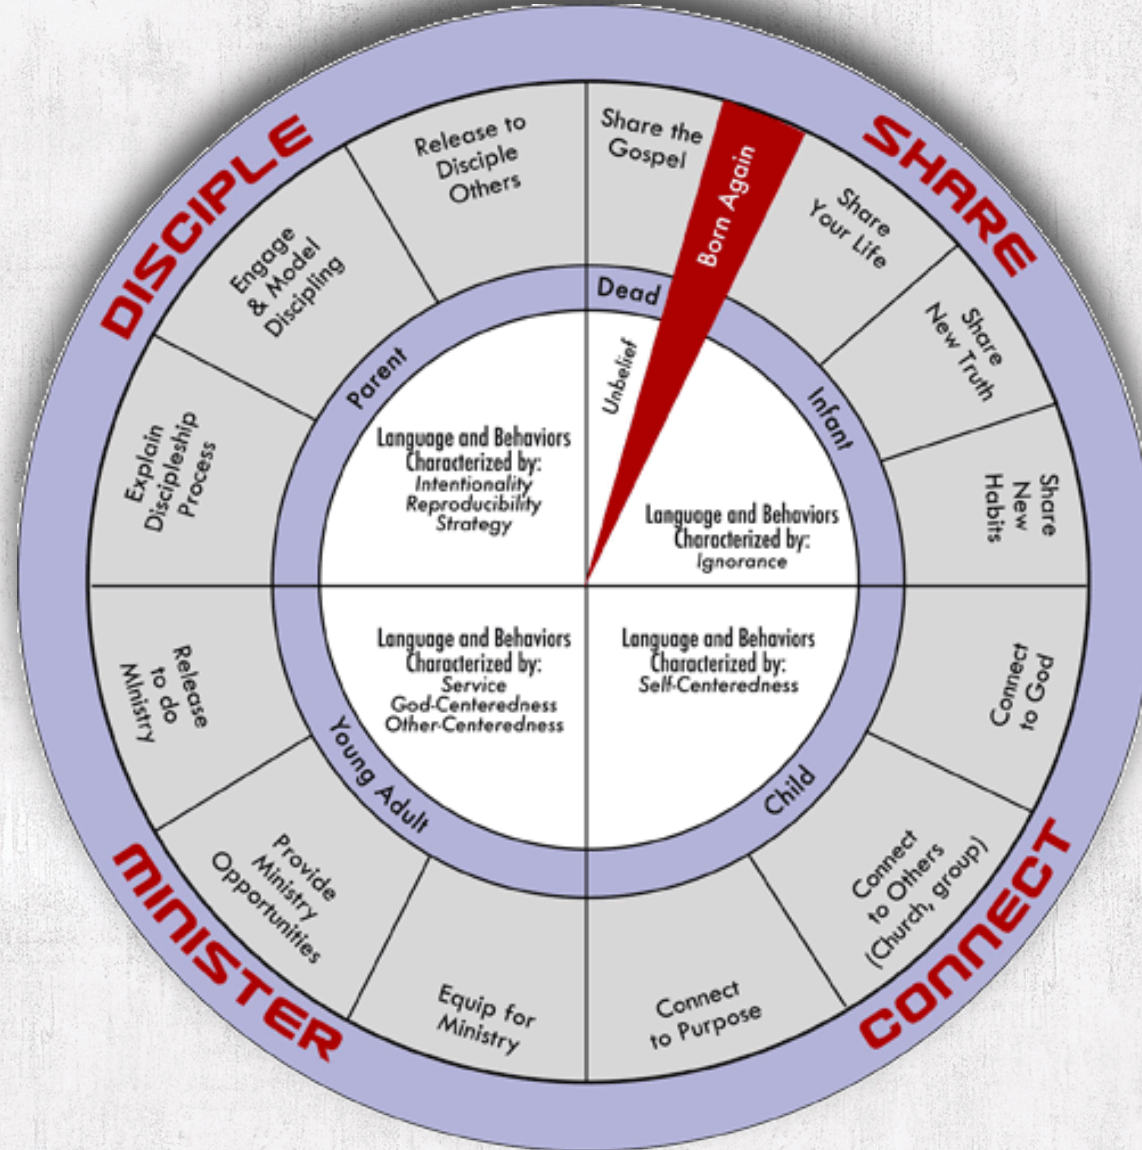 SHARE
Share the
Gospel
Born Again
Share
Your Life
Share
New Truth
Share
New
Habits
Dead
Unbelief
Infant
Language and Behaviors
Characterized by:
Ignorance
CONNECT
Connect
to God
Connect
to Others
(Church, group)
Connect
to Purpose
Child
Language and Behaviors
Characterized by:
Self-Centeredness
MINISTER
Equip for
Ministry
Provide
Ministry
Opportunities
Release
to do
Ministry
Young Adult
Language and Behaviors
Characterized by:
Service
God-Centeredness
Other-Centeredness
DISCIPLE
Explain
Discipleship
Process
Engage
& Model
Discipling
Release to
Disciple
Others
Parent
Language and Behaviors
Characterized by:
Intentionality
Reproducibility
Strategy